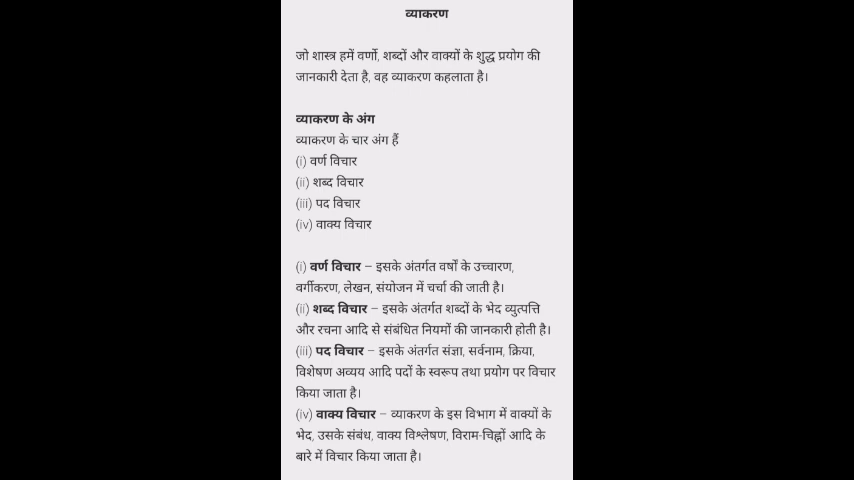 व्याकरण
जो शास्त्र हमें वर्णो, शब्दों और वाक्यों के शुद्ध प्रयोग की
जानकारी देता है, वह व्याकरण कहलाता है।
व्याकरण के अंग
व्याकरण के चार अंग हैं
(i) वर्ण विचार
(ii) शब्द विचार
(iii) पद विचार
(iv) वाक्य विचार
(i) वर्ण विचार – इसके अंतर्गत वर्षों के उच्चारण,
वर्गीकरण, लेखन, संयोजन में चर्चा की जाती है।
(ii) शब्द विचार – इसके अंतर्गत शब्दों के भेद व्युत्पत्ति
और रचना आदि से संबंधित नियमों की जानकारी होती है।
(iii) पद विचार – इसके अंतर्गत संज्ञा, सर्वनाम, क्रिया,
विशेषण अव्यय आदि पदों के स्वरूप तथा प्रयोग पर विचार
किया जाता है।
(iv) वाक्य विचार – व्याकरण के इस विभाग में वाक्यों के
भेद, उसके संबंध, वाक्य विश्लेषण, विराम-चिह्नों आदि के
बारे में विचार किया जाता है।